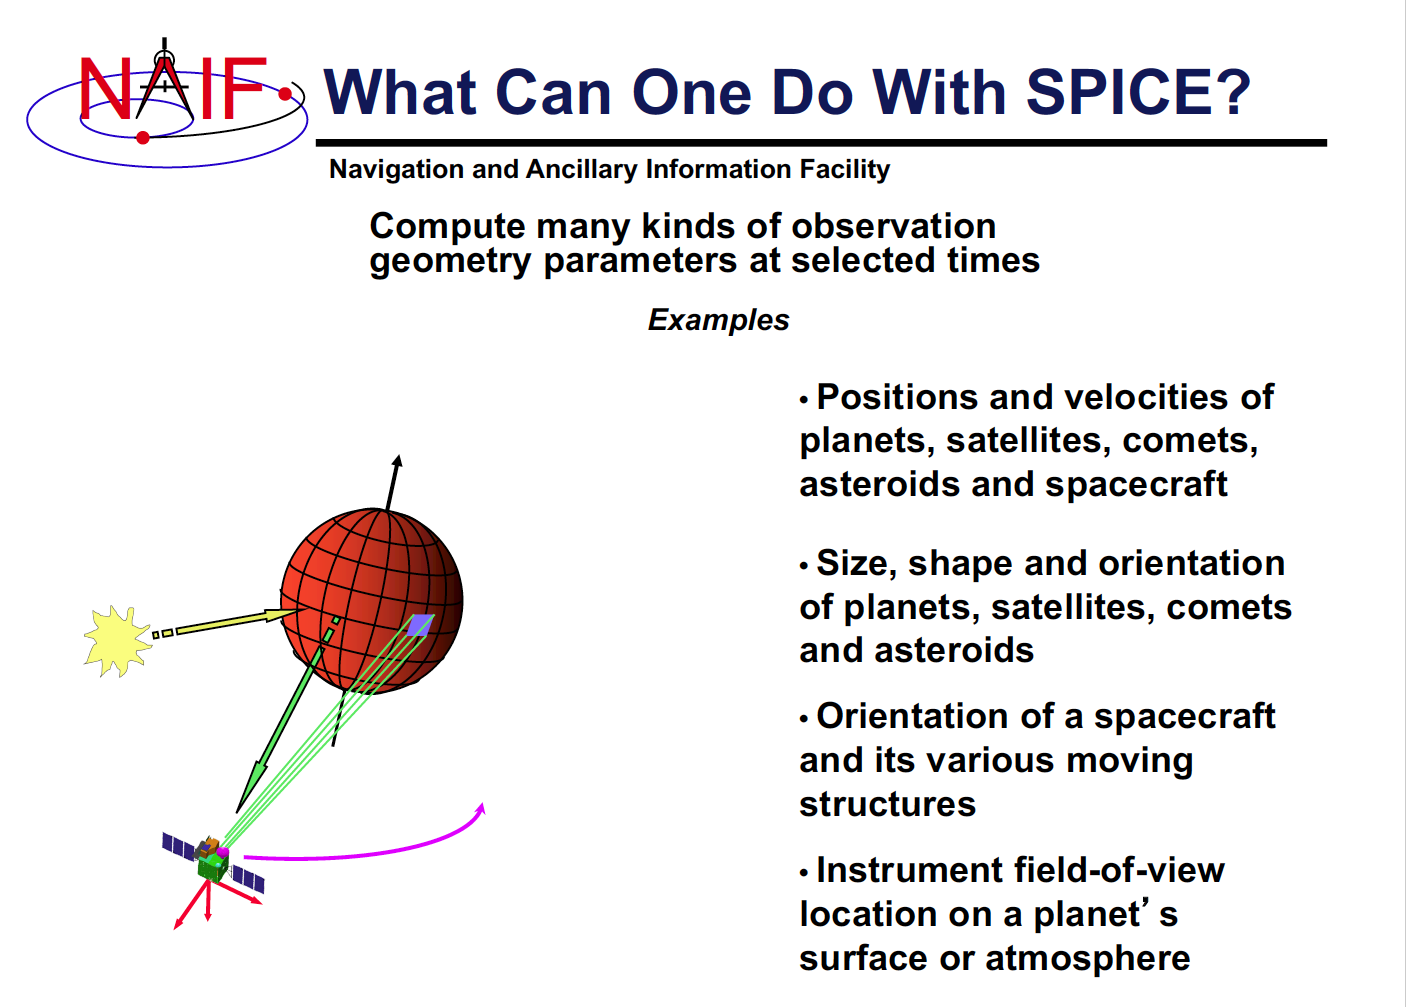 NAIF
What Can One Do With SPICE?
Navigation and Ancillary Information Facility
Compute many kinds of observation
geometry parameters at selected times
Examples
• Positions and velocities of
planets, satellites, comets,
asteroids and spacecraft
• Size, shape and orientation
of planets, satellites, comets
and asteroids
• Orientation of a spacecraft
and its various moving
structures
• Instrument field-of-view
location on a planet’ s
surface or atmosphere